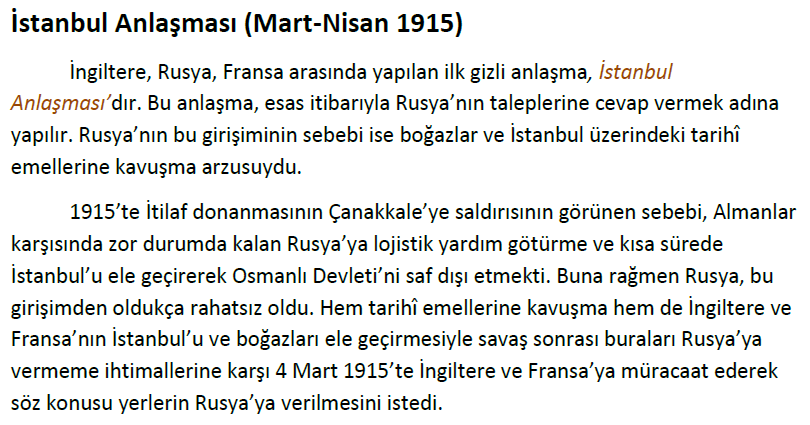 İstanbul Anlaşması (Mart-Nisan 1915)
İngiltere, Rusya, Fransa arasında yapılan ilk gizli anlaşma, İstanbul
Anlaşması’dır. Bu anlaşma, esas itibarıyla Rusya’nın taleplerine cevap vermek adına
yapılır. Rusya’nın bu girişiminin sebebi ise boğazlar ve İstanbul üzerindeki tarihî
emellerine kavuşma arzusuydu.
1915’te İtilaf donanmasının Çanakkale’ye saldırısının görünen sebebi, Almanlar
karşısında zor durumda kalan Rusya’ya lojistik yardım götürme ve kısa sürede
İstanbul’u ele geçirerek Osmanlı Devleti’ni saf dışı etmekti. Buna rağmen Rusya, bu
girişimden oldukça rahatsız oldu. Hem tarihî emellerine kavuşma hem de İngiltere ve
Fransa’nın İstanbul’u ve boğazları ele geçirmesiyle savaş sonrası buraları Rusya’ya
vermeme ihtimallerine karşı 4 Mart 1915’te İngiltere ve Fransa’ya müracaat ederek
söz konusu yerlerin Rusya’ya verilmesini istedi.